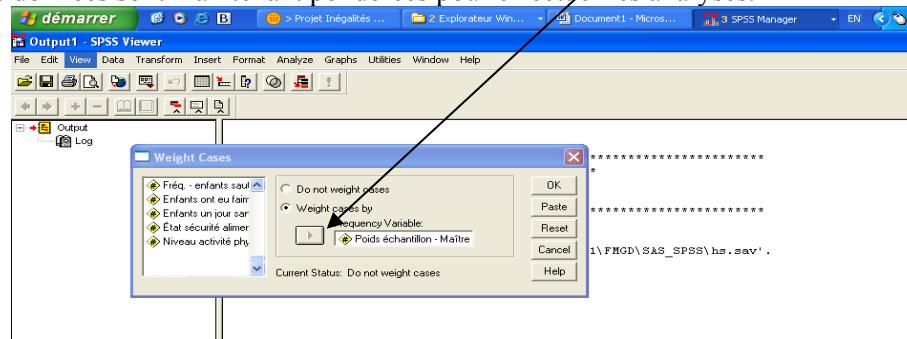 démarrer > Projet Inégalités ... 2 Explorateur Win... Document1 - Micros... 3 SPSS Manager EN
Output1 - SPSS Viewer
File Edit View Data Transform Insert Format Analyze Graphs Utilities Window Help
Output
Log
Weight Cases
Fréq. - enfants saut
Enfants ont eu faim
Enfants un jour san
État sécurité alimen
Niveau activité phy
Do not weight cases
Weight cases by
Frequency Variable:
Poids échantillon - Maître
Current Status: Do not weight cases
OK
Paste
Reset
Cancel
Help
***********************
*
***********************
1\FMGD\SAS_SPSS\hs.sav'.